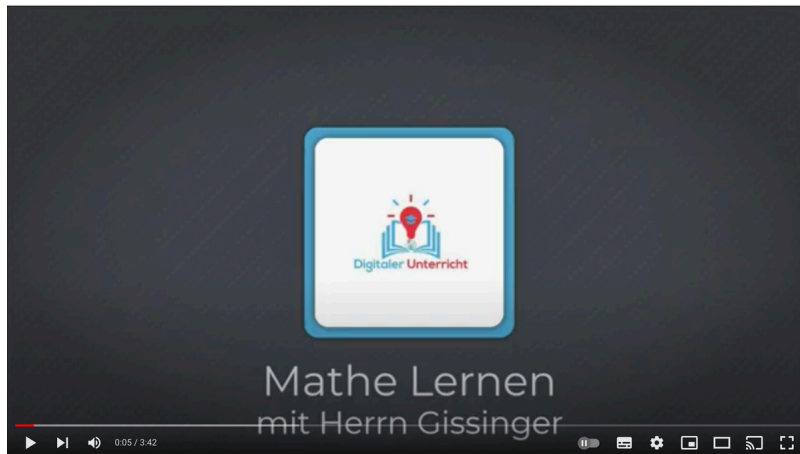 Digitaler Unterricht
Mathe Lernen
mit Herrn Gissinger
0:05 / 3:42